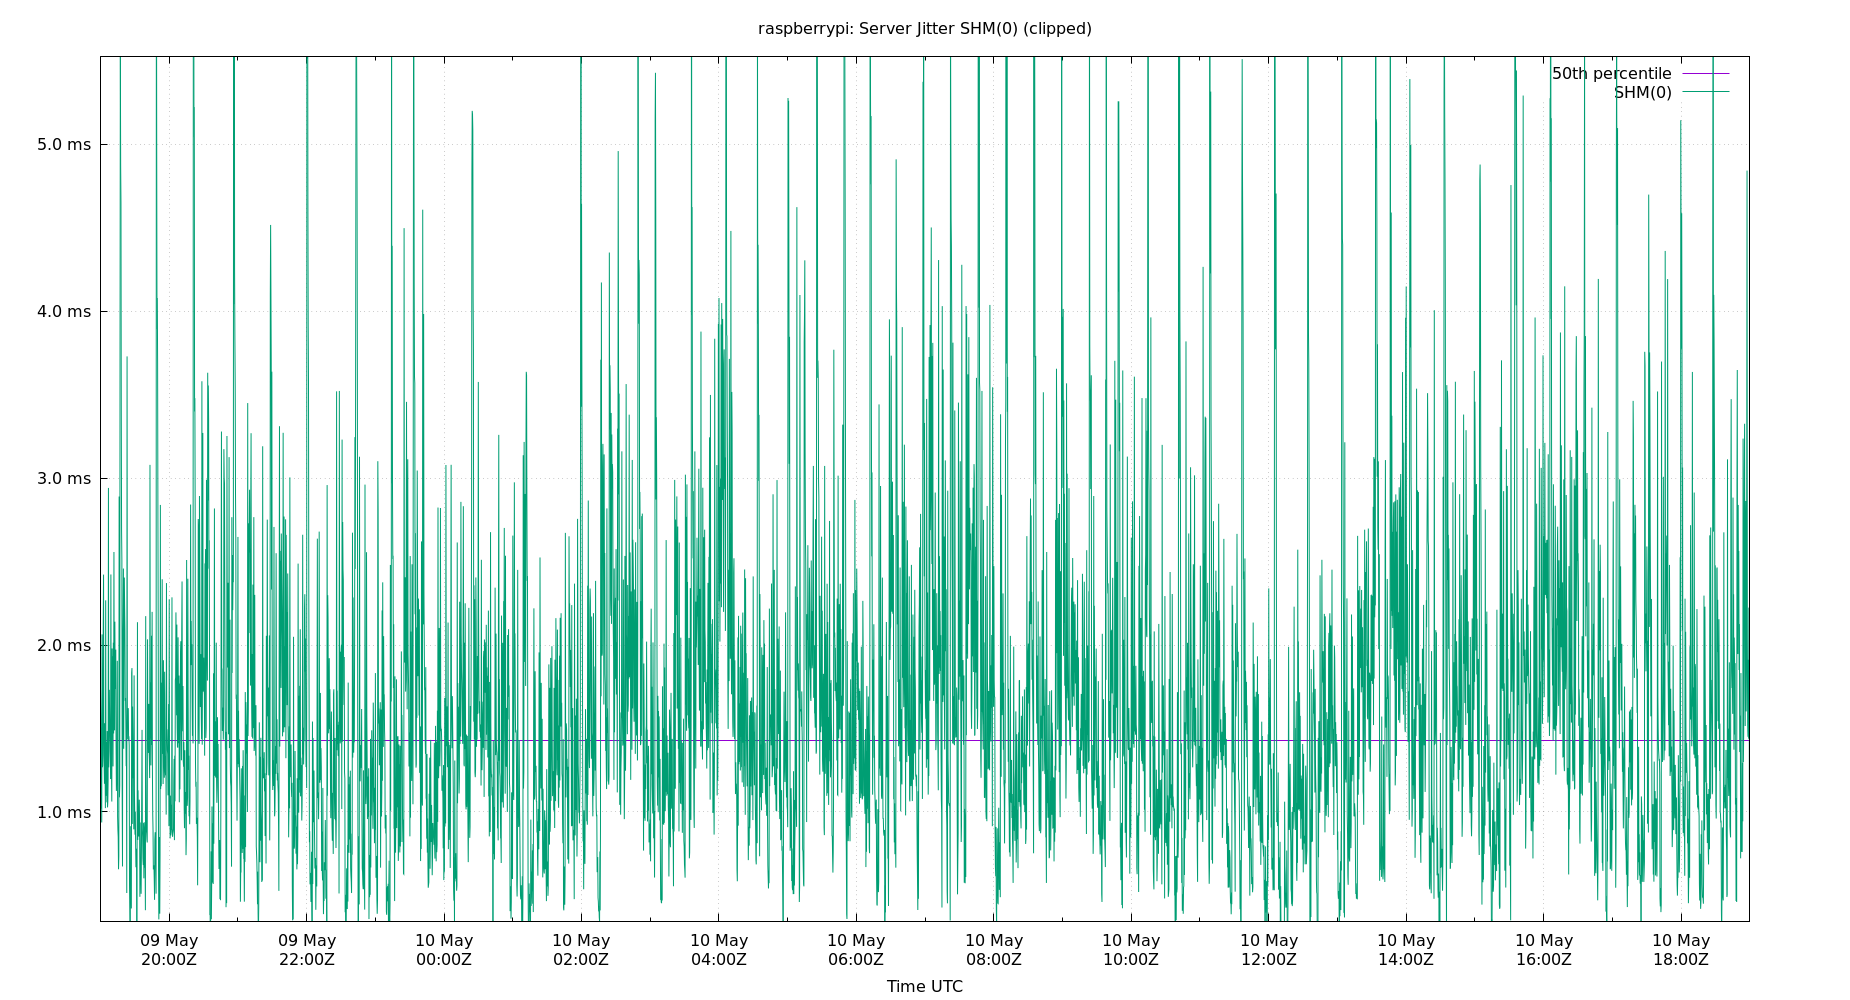 raspberrypi: Server Jitter SHM(0) (clipped)
50th percentile
SHM(0)
5.0 ms
4.0 ms
3.0 ms
2.0 ms
1.0 ms
09 May 09 May 10 May 10 May 10 May 10 May 10 May 10 May 10 May 10 May 10 May 10 May
20:00Z 22:00Z 00:00Z 02:00Z 04:00Z 06:00Z 08:00Z 10:00Z 12:00Z 14:00Z 16:00Z 18:00Z
Time UTC